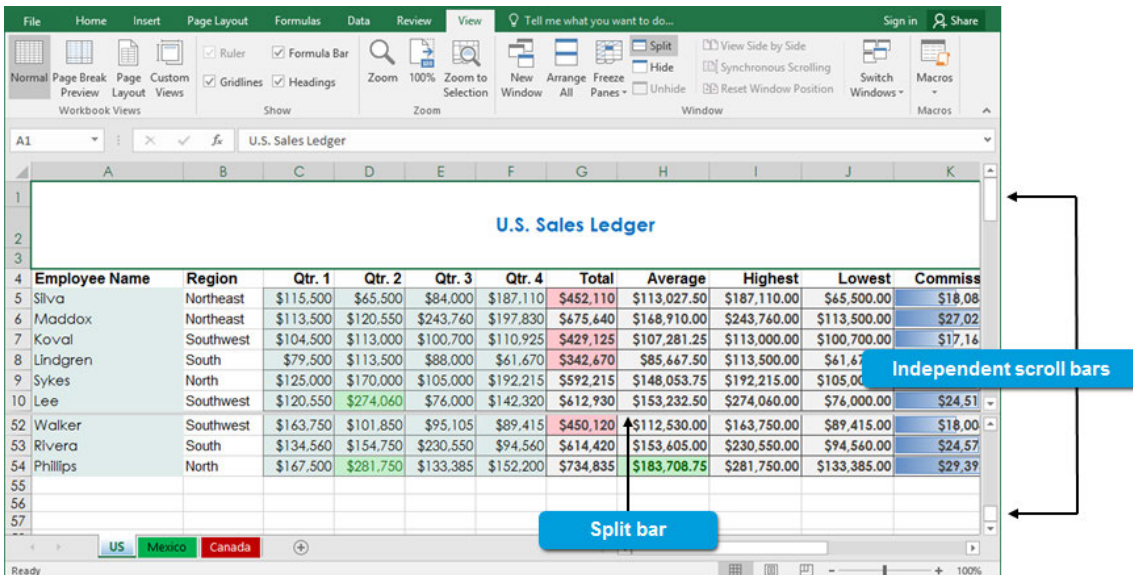 File Home Insert Page Layout Formulas Data Review View Tell me what you want to do... Sign in Share
Normal Page Break Preview Page Layout Custom Views
Workbook Views
Ruler Formula Bar
Gridlines Headings
Show
Zoom 100% Zoom to Selection
Zoom
New Window Arrange All Freeze Panes
Split View Side by Side
Hide Synchronous Scrolling
Unhide Reset Window Position
Switch Windows
Window
Macros
Macros
A1 fx U.S. Sales Ledger
A B C D E F G H I J K
1
2 U.S. Sales Ledger
3
4 Employee Name Region Qtr. 1 Qtr. 2 Qtr. 3 Qtr. 4 Total Average Highest Lowest Commiss
5 Silva Northeast $115,500 $65,500 $84,000 $187,110 $452,110 $113,027.50 $187,110.00 $65,500.00 $18,08
6 Maddox Northeast $113,500 $120,550 $243,760 $197,830 $675,640 $168,910.00 $243,760.00 $113,500.00 $27,02
7 Koval Southwest $104,500 $113,000 $100,700 $110,925 $429,125 $107,281.25 $113,000.00 $100,700.00 $17,16
8 Lindgren South $79,500 $113,500 $88,000 $61,670 $342,670 $85,667.50 $113,500.00 $61,67
9 Sykes North $125,000 $170,000 $105,000 $192,215 $592,215 $148,053.75 $192,215.00 $105,00
10 Lee Southwest $120,550 $274,060 $76,000 $142,320 $612,930 $153,232.50 $274,060.00 $76,000.00 $24,51
52 Walker Southwest $163,750 $101,850 $95,105 $89,415 $450,120 $112,530.00 $163,750.00 $89,415.00 $18,00
53 Rivera South $134,560 $154,750 $230,550 $94,560 $614,420 $153,605.00 $230,550.00 $94,560.00 $24,57
54 Phillips North $167,500 $281,750 $133,385 $152,200 $734,835 $183,708.75 $281,750.00 $133,385.00 $29,39
55
56
57
Independent scroll bars
Split bar
US Mexico Canada
Ready 100%